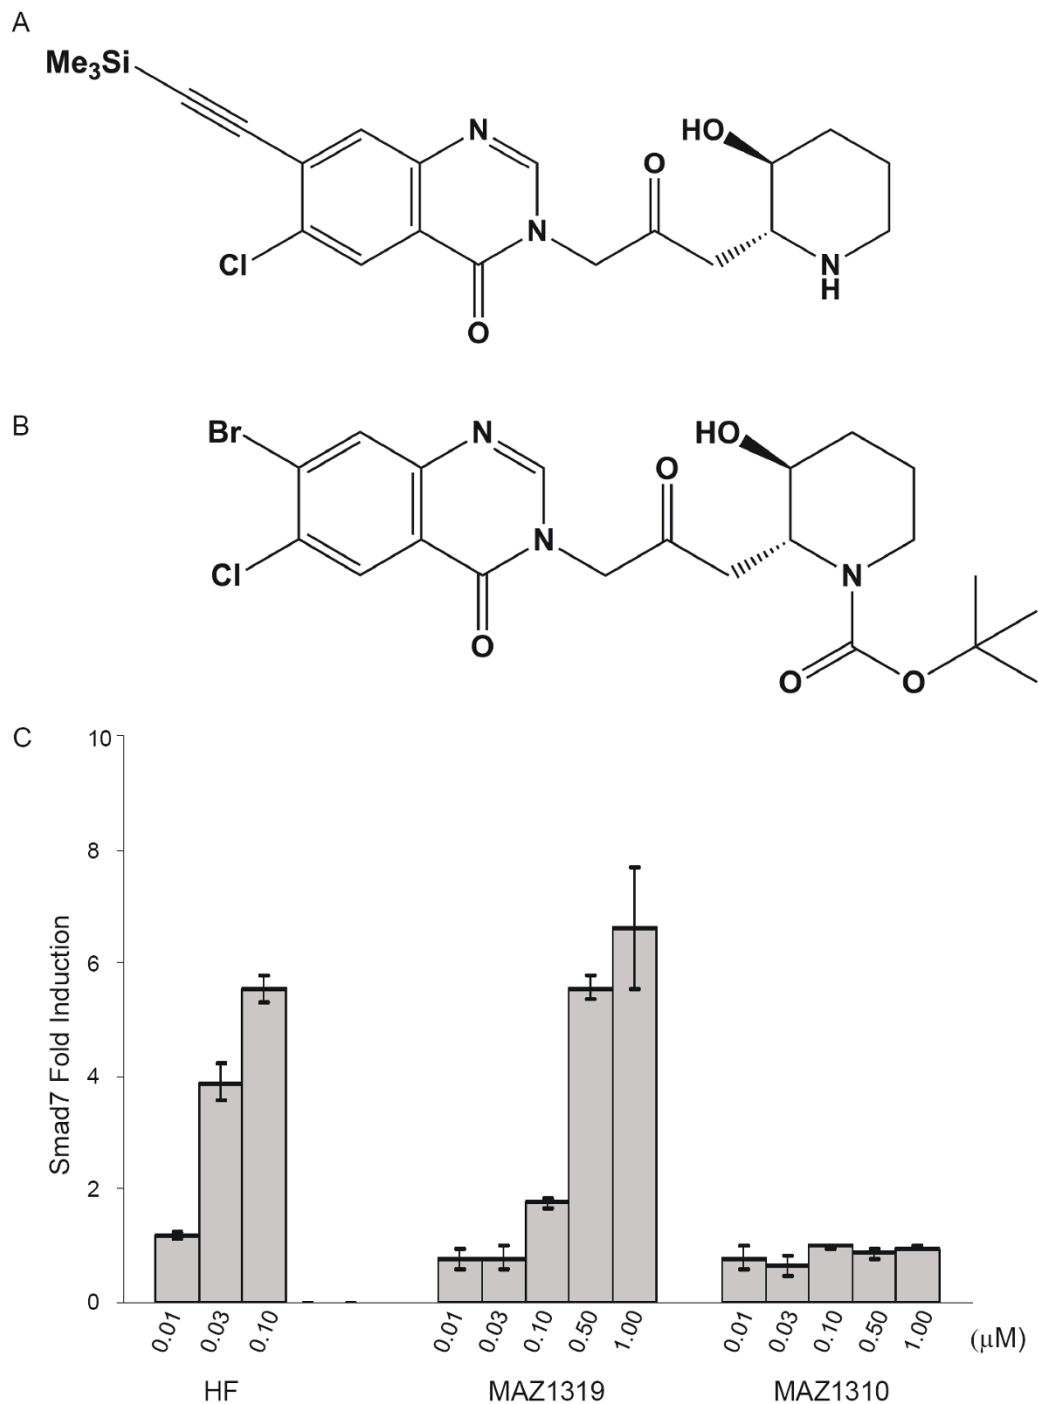 A
Me3Si
N
HO
O
N
Cl
N
H
O
B
Br
N
HO
O
N
Cl
N
O
O
O
C
10
8
6
4
2
0
Smad7 Fold Induction
0.01 0.03 0.10 0.01 0.03 0.10 0.50 1.00 0.01 0.03 0.10 0.50 1.00 (μM)
HF MAZ1319 MAZ1310